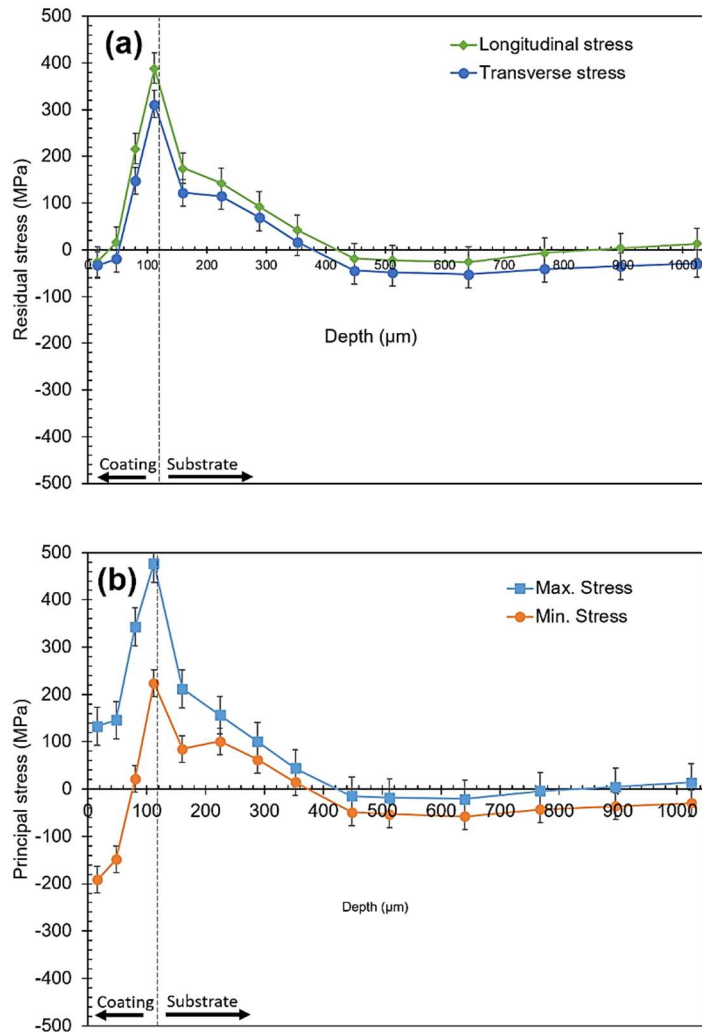 500
(a)
Longitudinal stress
400
Transverse stress
300
200
100
0
0 100 200 300 400 500 600 700 800 900 1000
-100
Depth (µm)
-200
-300
-400
Coating Substrate
-500
Residual stress (MPa)
500
(b)
Max. Stress
400
Min. Stress
300
200
100
0
0 100 200 300 400 500 600 700 800 900 1000
-100
-200
Depth (µm)
-300
-400
Coating Substrate
-500
Principal stress (MPa)